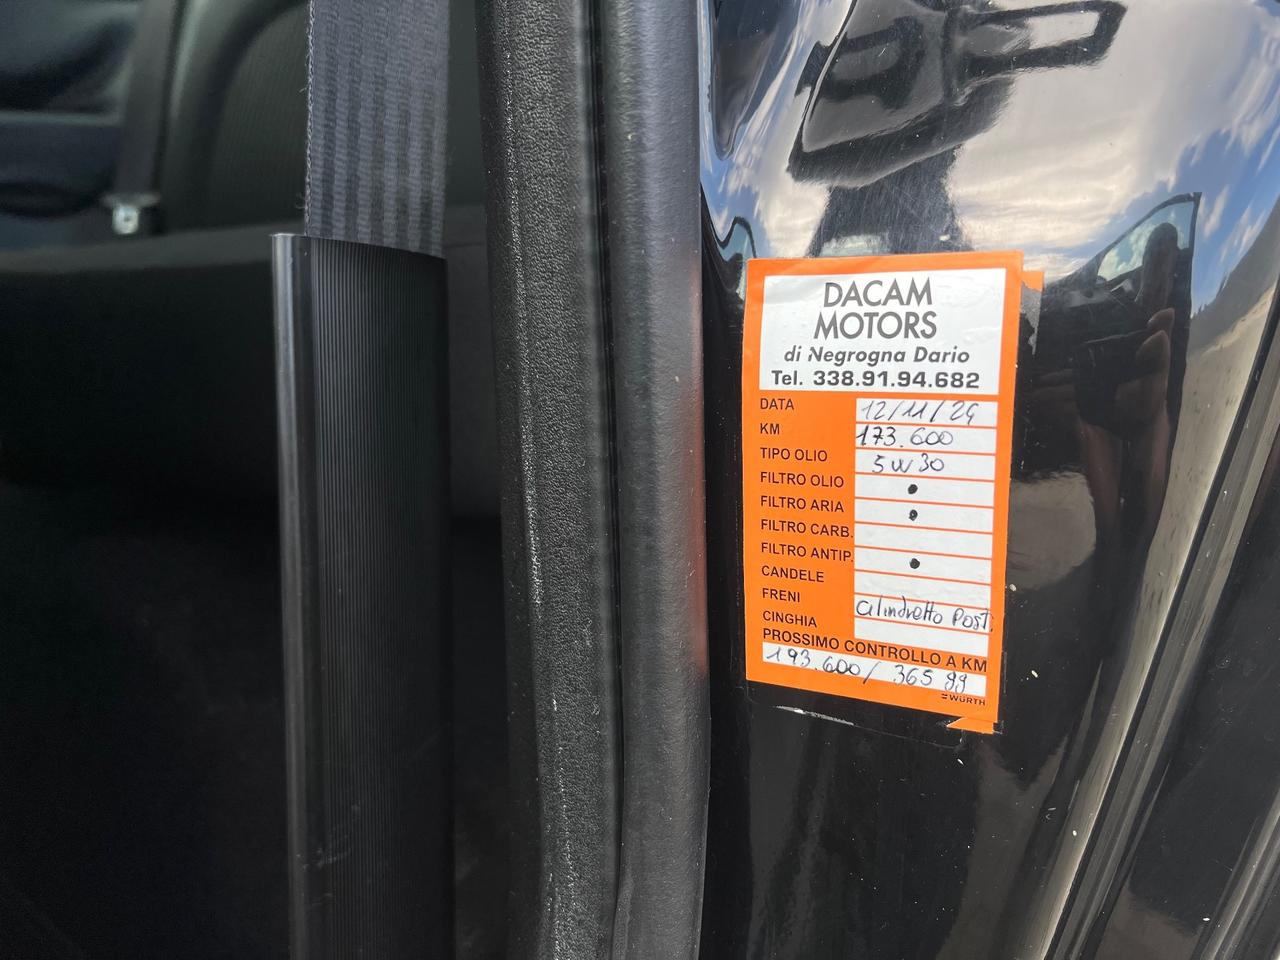 DACAM
MOTORS
di Negrogna Dario
Tel. 338.91.94.682
DATA 12/11/24
KM 173.600
TIPO OLIO 5W30
FILTRO OLIO •
FILTRO ARIA •
FILTRO CARB.
FILTRO ANTIP. •
CANDELE
FRENI cilindretto Post.
CINGHIA
PROSSIMO CONTROLLO A KM
193.600/ 365 gg
WÜRTH